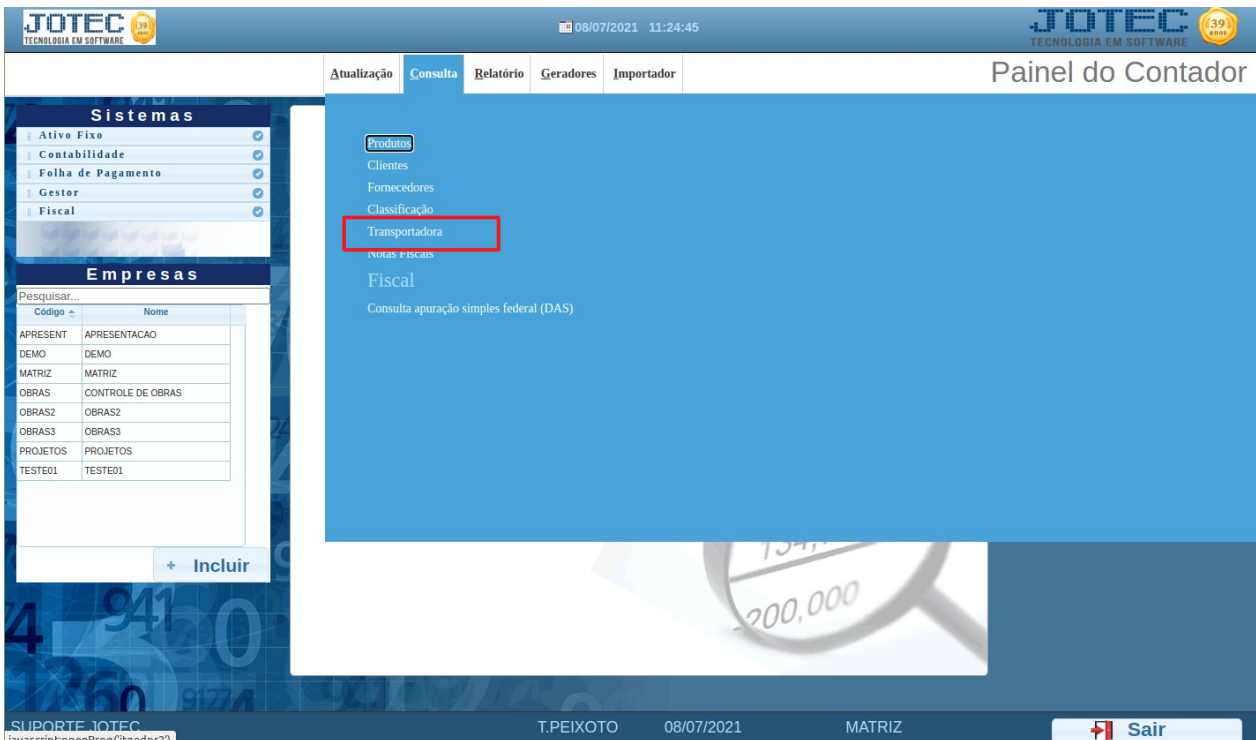 JOTEC 39 anos
TECNOLOGIA EM SOFTWARE
08/07/2021 11:24:45
JOTEC 39 anos
TECNOLOGIA EM SOFTWARE
Atualização Consulta Relatório Geradores Importador
Painel do Contador
Sistemas
Ativo Fixo
Contabilidade
Folha de Pagamento
Gestor
Fiscal
Empresas
Pesquisar...
Código Nome
APRESENT APRESENTACAO
DEMO DEMO
MATRIZ MATRIZ
OBRAS CONTROLE DE OBRAS
OBRAS2 OBRAS2
OBRAS3 OBRAS3
PROJETOS PROJETOS
TESTE01 TESTE01
+ Incluir
Produtos
Clientes
Fornecedores
Classificação
Transportadora
Notas Fiscais
Fiscal
Consulta apuração simples federal (DAS)
200,000
941
SUPORTE JOTEC T.PEIXOTO 08/07/2021 MATRIZ Sair